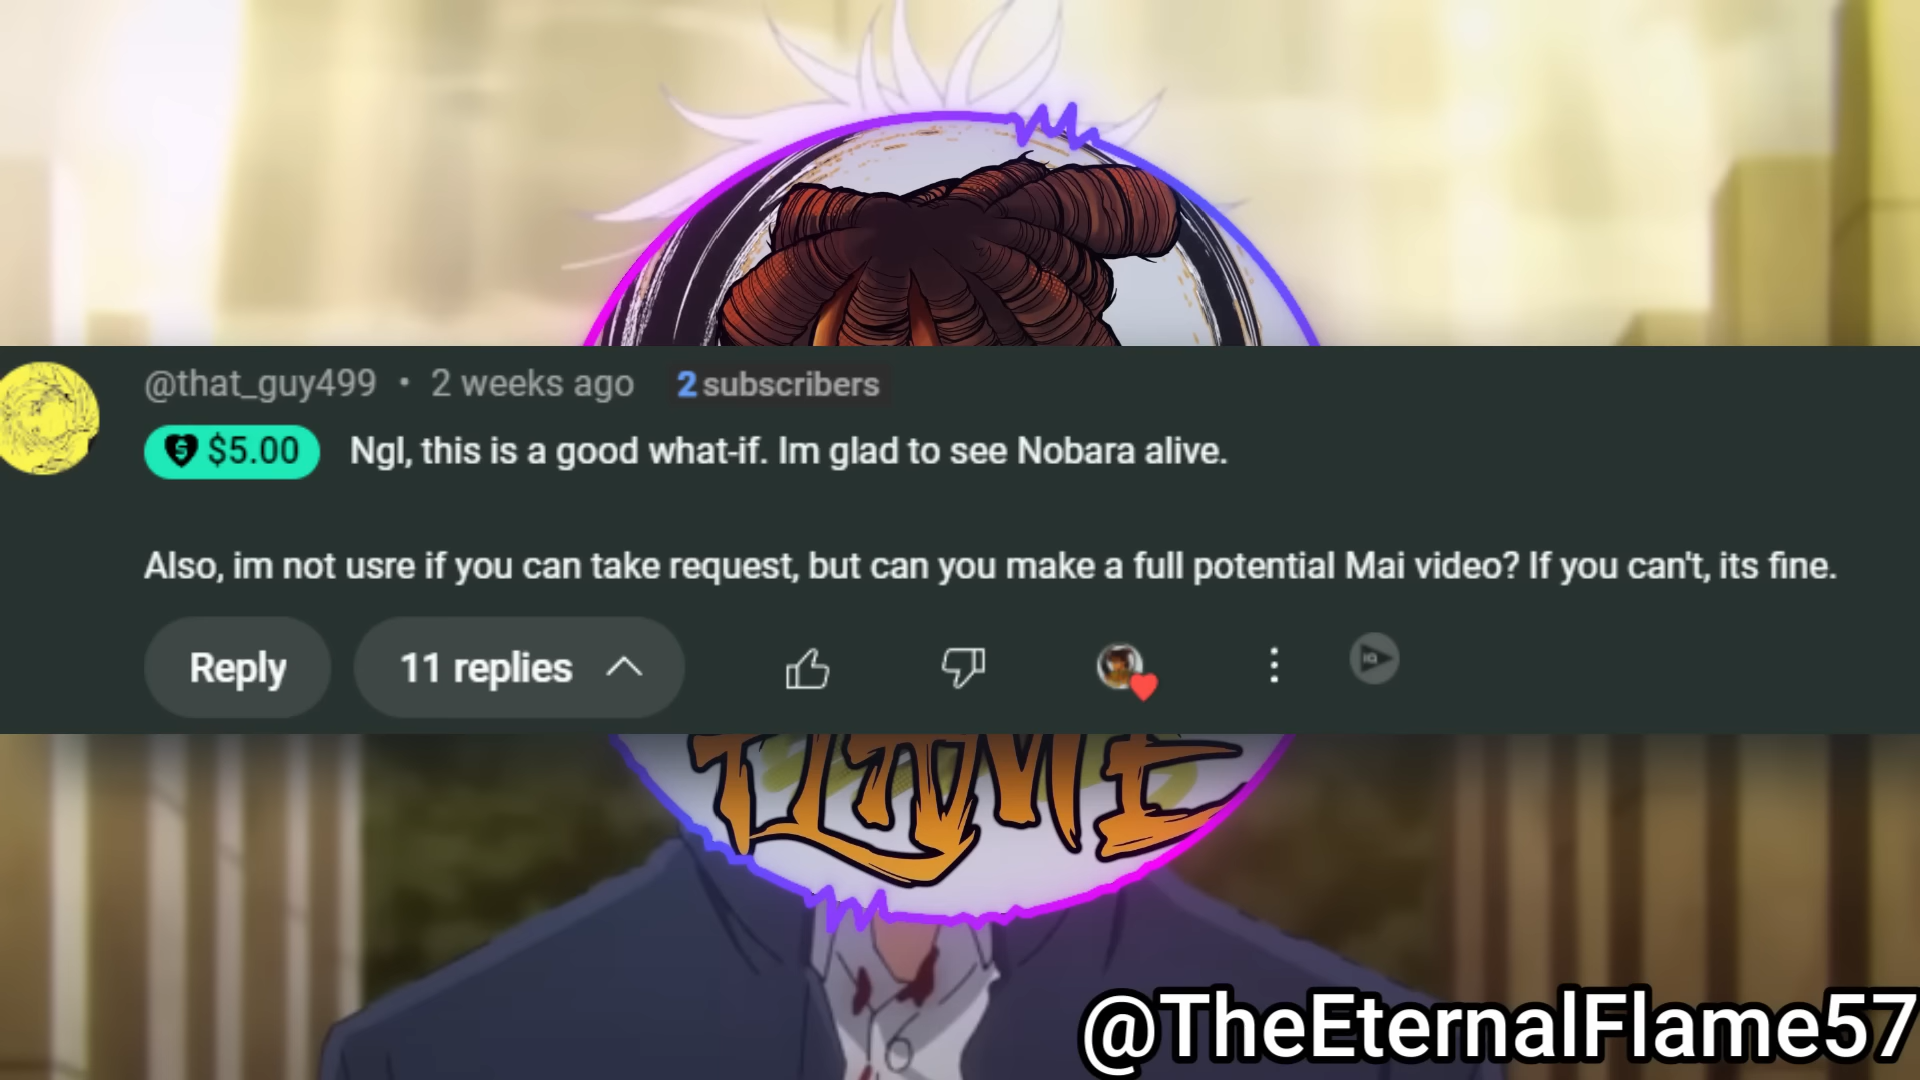 @that_guy499 • 2 weeks ago 2 subscribers
$5.00 Ngl, this is a good what-if. Im glad to see Nobara alive.
Also, im not usre if you can take request, but can you make a full potential Mai video? If you can't, its fine.
Reply 11 replies
FLAME
@TheEternalFlame57